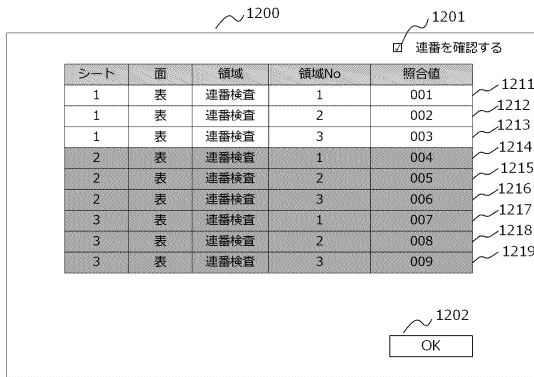 1200
1201
☑ 連番を確認する
シート 面 領域 領域No 照合値
1 表 連番検査 1 001 1211
1 表 連番検査 2 002 1212
1 表 連番検査 3 003 1213
2 表 連番検査 1 004 1214
2 表 連番検査 2 005 1215
2 表 連番検査 3 006 1216
3 表 連番検査 1 007 1217
3 表 連番検査 2 008 1218
3 表 連番検査 3 009 1219
1202
OK